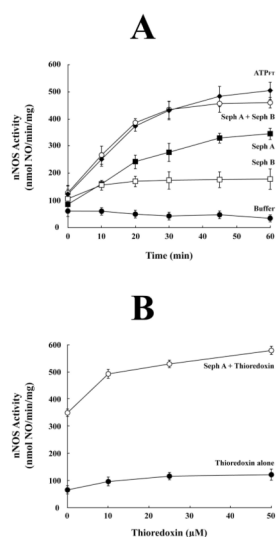 A
nNOS Activity
(nmol NO/min/mg)
600
500
400
300
200
100
0
ATPγτ
Seph A + Seph B
Seph A
Seph B
Buffer
0
10
20
30
40
50
60
Time (min)
B
nNOS Activity
(nmol NO/min/mg)
600
500
400
300
200
100
0
Seph A + Thioredoxin
Thioredoxin alone
0
10
20
30
40
50
Thioredoxin (µM)